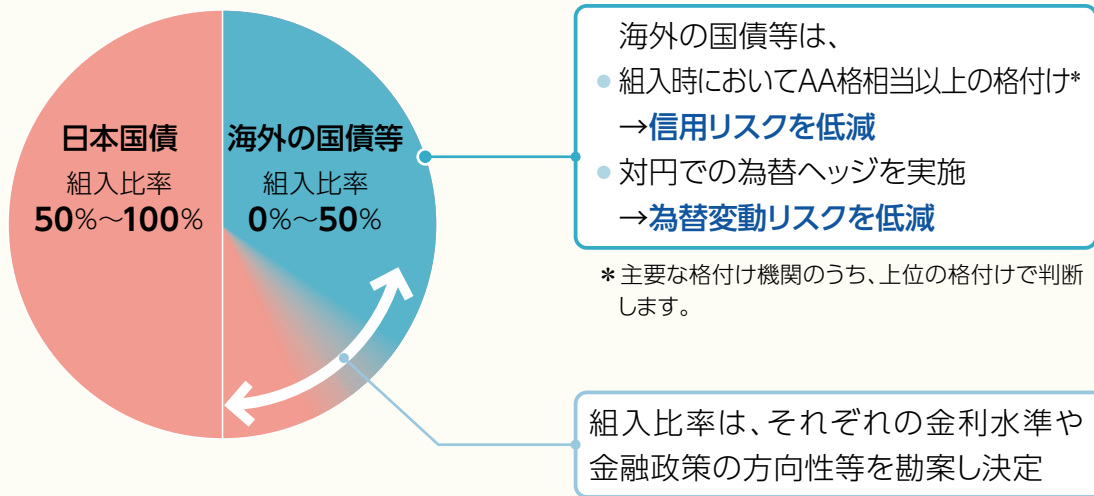 日本国債
組入比率
50%～100%
海外の国債等
組入比率
0%～50%
海外の国債等は、
● 組入時においてAA格相当以上の格付け*
→信用リスクを低減
● 対円での為替ヘッジを実施
→為替変動リスクを低減
＊主要な格付け機関のうち、上位の格付けで判断
します。
組入比率は、それぞれの金利水準や
金融政策の方向性等を勘案し決定